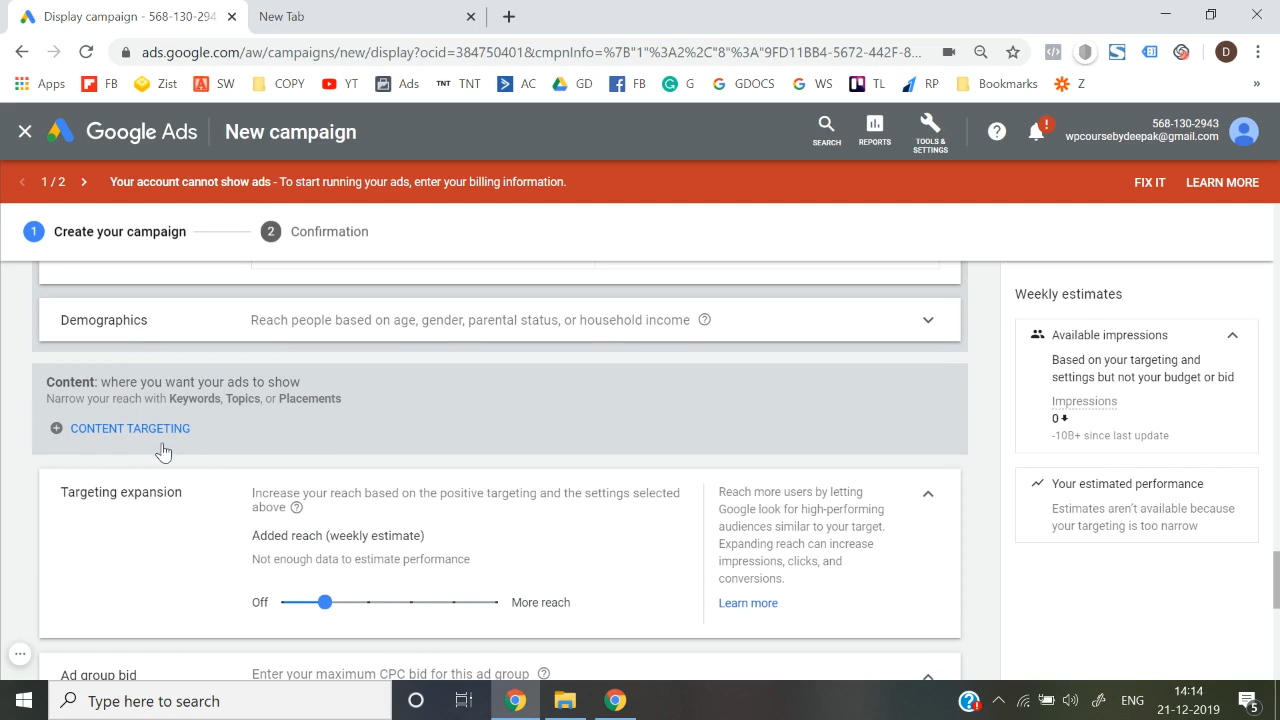 Display campaign - 568-130-294
New Tab
ads.google.com/aw/campaigns/new/display?ocid=384750401&cmpnInfo=%7B"1"%3A2%2C"8"%3A"9FD11BB4-5672-442F-8...
D
Apps
FB
Zist
SW
COPY
YT
Ads
TNT TNT
AC
GD
FB
G
GDOCS
WS
TL
RP
Bookmarks
Z
»
Google Ads
New campaign
SEARCH
REPORTS
TOOLS &
SETTINGS
568-130-2943
wpcoursebydeepak@gmail.com
1 / 2
Your account cannot show ads - To start running your ads, enter your billing information.
FIX IT
LEARN MORE
1
Create your campaign
2
Confirmation
Demographics
Reach people based on age, gender, parental status, or household income
Content: where you want your ads to show
Narrow your reach with Keywords, Topics, or Placements
CONTENT TARGETING
Targeting expansion
Increase your reach based on the positive targeting and the settings selected
above
Added reach (weekly estimate)
Not enough data to estimate performance
Off
More reach
Reach more users by letting
Google look for high-performing
audiences similar to your target.
Expanding reach can increase
impressions, clicks, and
conversions.
Learn more
Ad group bid
Enter your maximum CPC bid for this ad group
Weekly estimates
Available impressions
Based on your targeting and
settings but not your budget or bid
Impressions
0
-10B+ since last update
Your estimated performance
Estimates aren't available because
your targeting is too narrow
Type here to search
ENG
14:14
21-12-2019
5